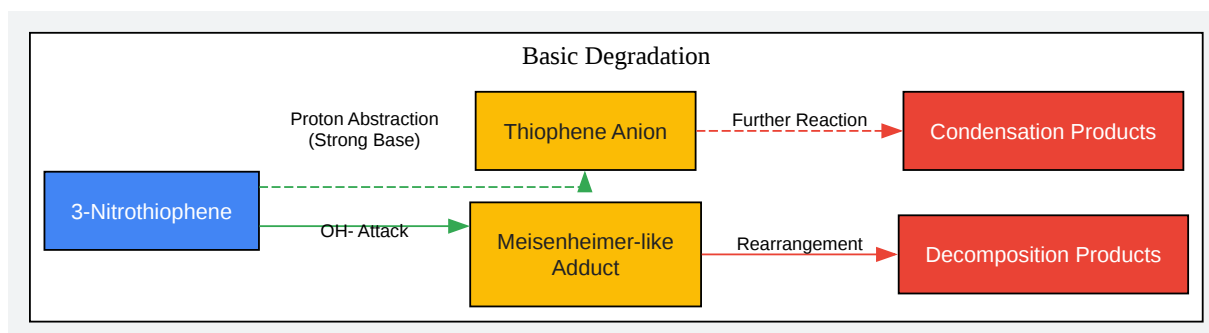 Basic Degradation
Proton Abstraction
(Strong Base)
Thiophene Anion
Further Reaction
Condensation Products
3-Nitrothiophene
OH- Attack
Meisenheimer-like
Adduct
Rearrangement
Decomposition Products